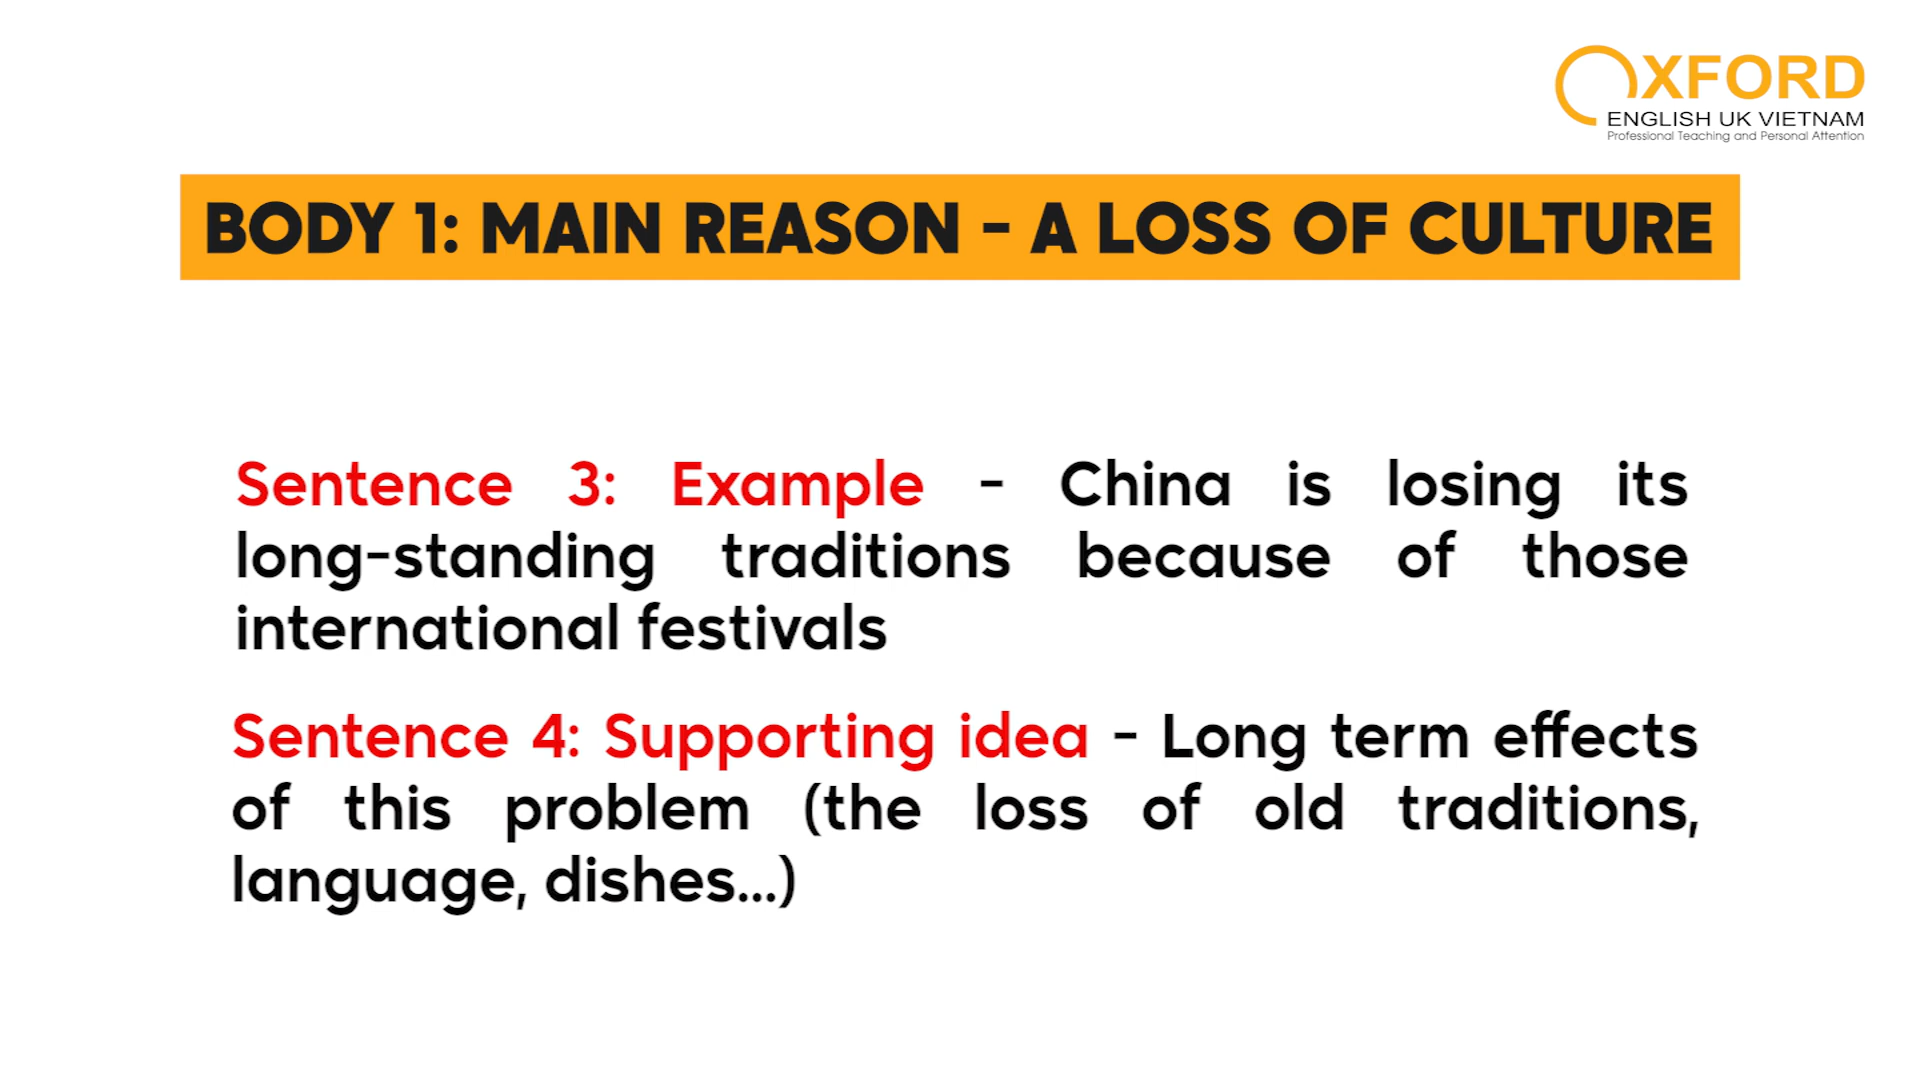 OXFORD
ENGLISH UK VIETNAM
Professional Teaching and Personal Attention
BODY 1: MAIN REASON - A LOSS OF CULTURE
Sentence 3: Example - China is losing its
long-standing traditions because of those
international festivals
Sentence 4: Supporting idea - Long term effects
of this problem (the loss of old traditions,
language, dishes...)